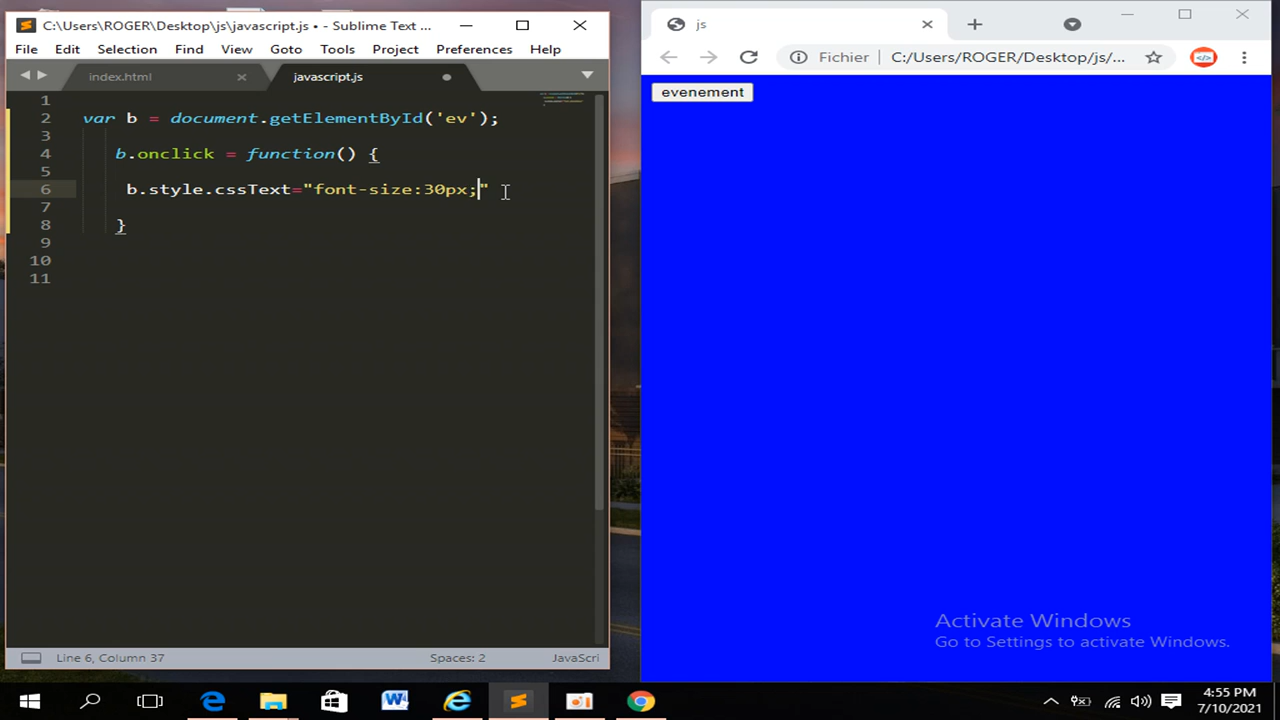 C:\Users\ROGER\Desktop\js\javascript.js • - Sublime Text ...
File Edit Selection Find View Goto Tools Project Preferences Help
index.html javascript.js
1
2 var b = document.getElementById('ev');
3
4 b.onclick = function() {
5
6 b.style.cssText="font-size:30px;"
7
8 }
9
10
11
Line 6, Column 37 Spaces: 2 JavaScri
js
Fichier C:/Users/ROGER/Desktop/js/...
evenement
Activate Windows
Go to Settings to activate Windows.
4:55 PM
7/10/2021